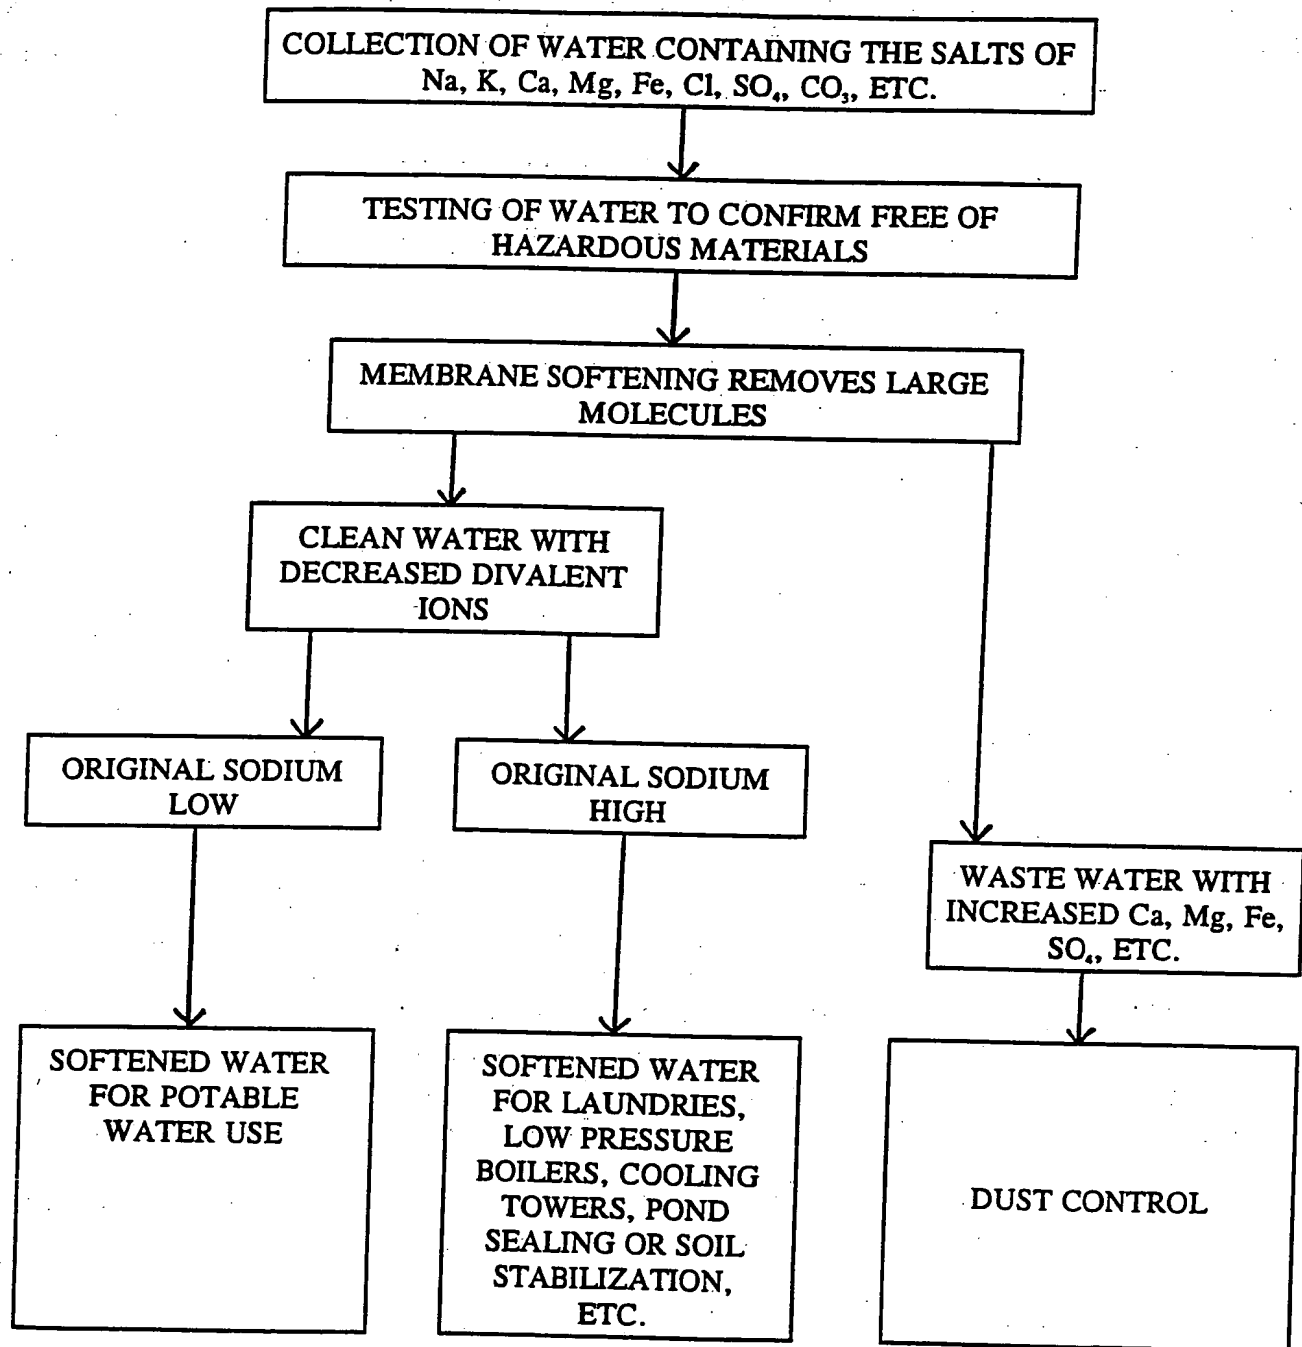 COLLECTION OF WATER CONTAINING THE SALTS OF
Na, K, Ca, Mg, Fe, Cl, SO₄, CO₃, ETC.
TESTING OF WATER TO CONFIRM FREE OF
HAZARDOUS MATERIALS
MEMBRANE SOFTENING REMOVES LARGE
MOLECULES
CLEAN WATER WITH
DECREASED DIVALENT
IONS
ORIGINAL SODIUM
LOW
ORIGINAL SODIUM
HIGH
WASTE WATER WITH
INCREASED Ca, Mg, Fe,
SO₄, ETC.
SOFTENED WATER
FOR POTABLE
WATER USE
SOFTENED WATER
FOR LAUNDRIES,
LOW PRESSURE
BOILERS, COOLING
TOWERS, POND
SEALING OR SOIL
STABILIZATION,
ETC.
DUST CONTROL